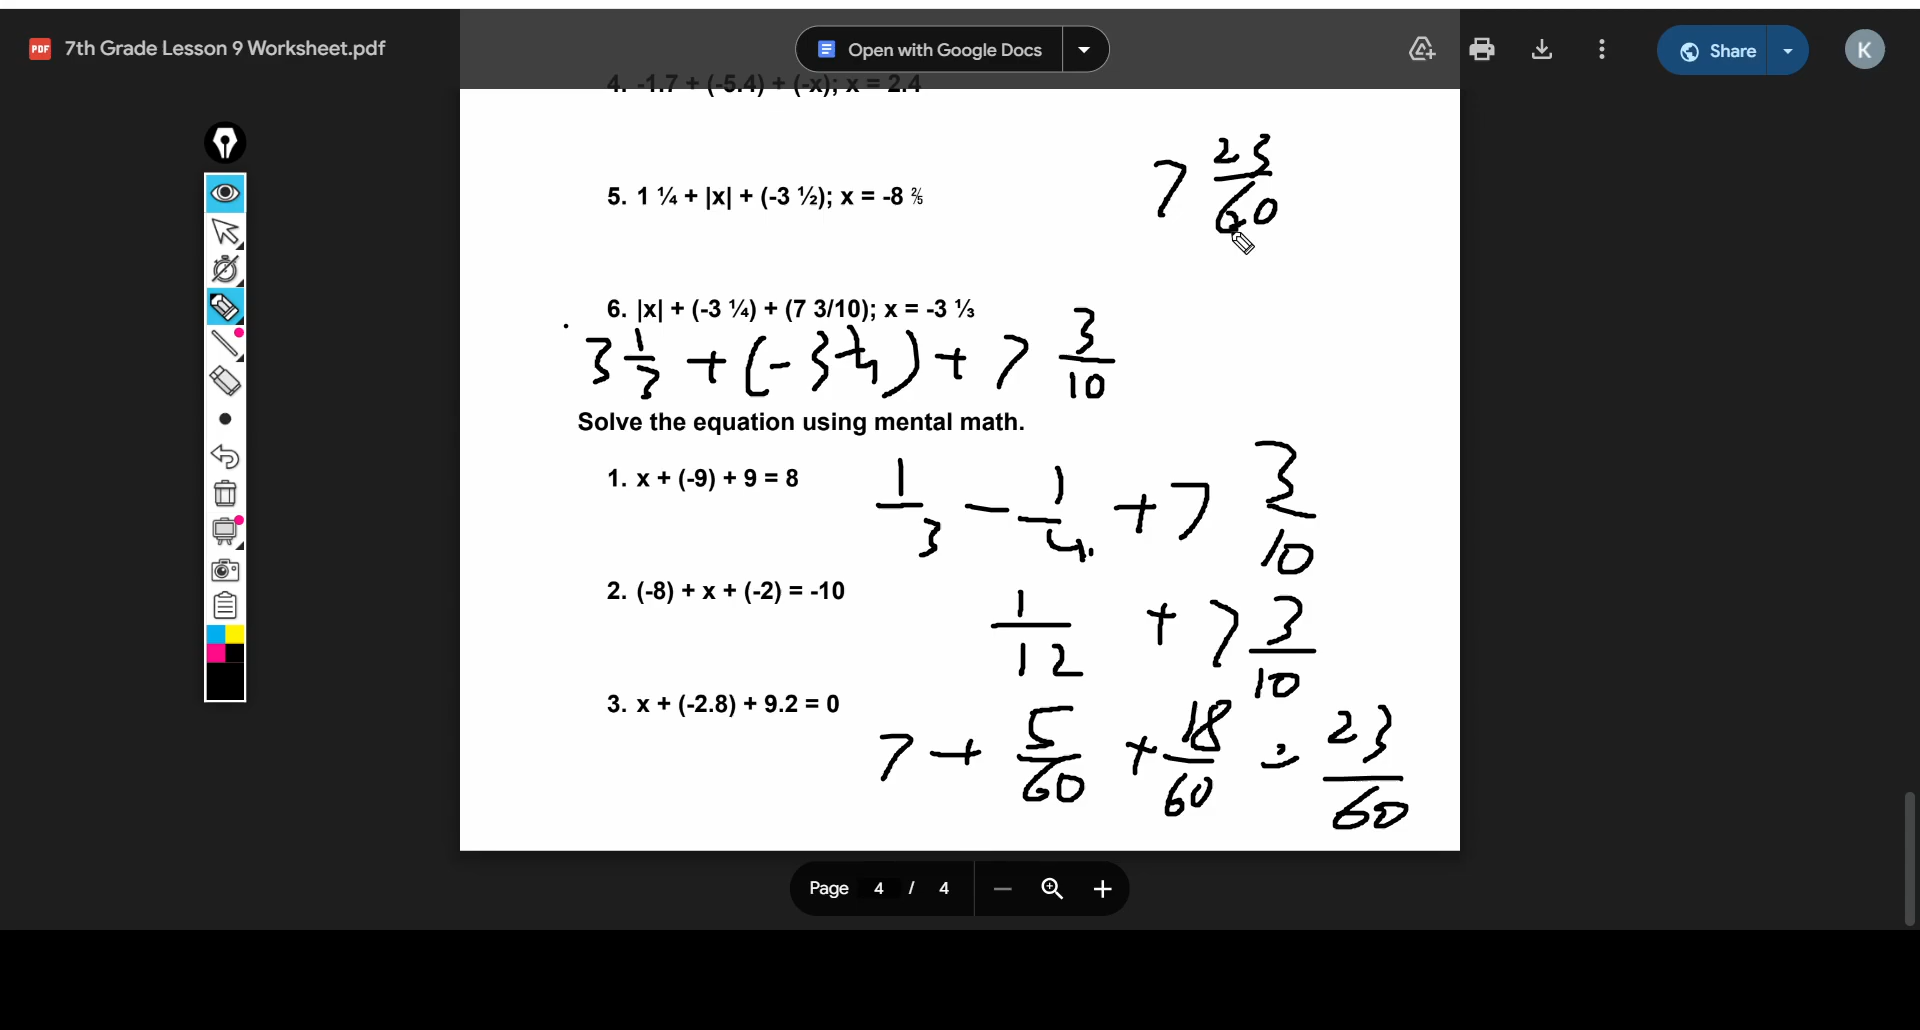 7th Grade Lesson 9 Worksheet.pdf
Open with Google Docs
Share
K
4. -1.7 + (-5.4) + (-x); x = 2.4
7 23/60
5. 1 ¼ + |x| + (-3 ½); x = -8 ⅖
6. |x| + (-3 ¼) + (7 3/10); x = -3 ⅓
3 1/3 + (-3 1/4) + 7 3/10
Solve the equation using mental math.
1. x + (-9) + 9 = 8
1/3 - 1/4 + 7 3/10
2. (-8) + x + (-2) = -10
1/12 + 7 3/10
3. x + (-2.8) + 9.2 = 0
7 + 5/60 + 18/60 = 23/60
Page 4 / 4